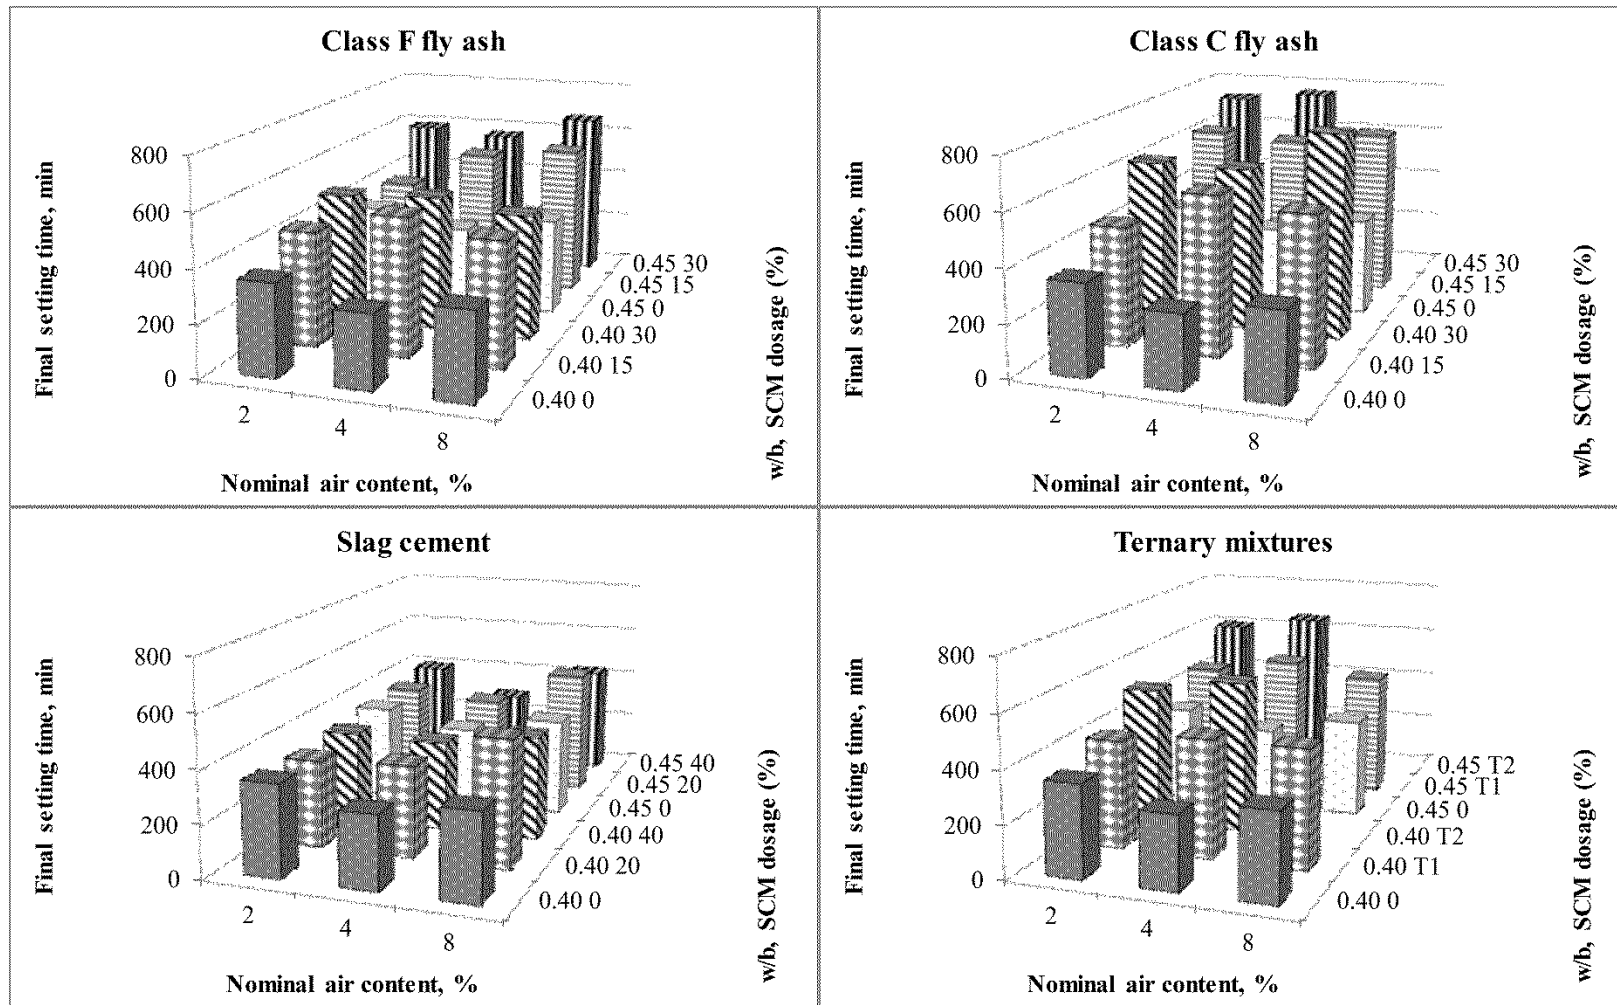 Class F fly ash
Final setting time, min
800
600
400
200
0
2
4
8
Nominal air content, %
0.45 30
0.45 15
0.45 0
0.40 30
0.40 15
0.40 0
w/b, SCM dosage (%)
Class C fly ash
Final setting time, min
800
600
400
200
0
2
4
8
Nominal air content, %
0.45 30
0.45 15
0.45 0
0.40 30
0.40 15
0.40 0
w/b, SCM dosage (%)
Slag cement
Final setting time, min
800
600
400
200
0
2
4
8
Nominal air content, %
0.45 40
0.45 20
0.45 0
0.40 40
0.40 20
0.40 0
w/b, SCM dosage (%)
Ternary mixtures
Final setting time, min
800
600
400
200
0
2
4
8
Nominal air content, %
0.45 T2
0.45 T1
0.45 0
0.40 T2
0.40 T1
0.40 0
w/b, SCM dosage (%)